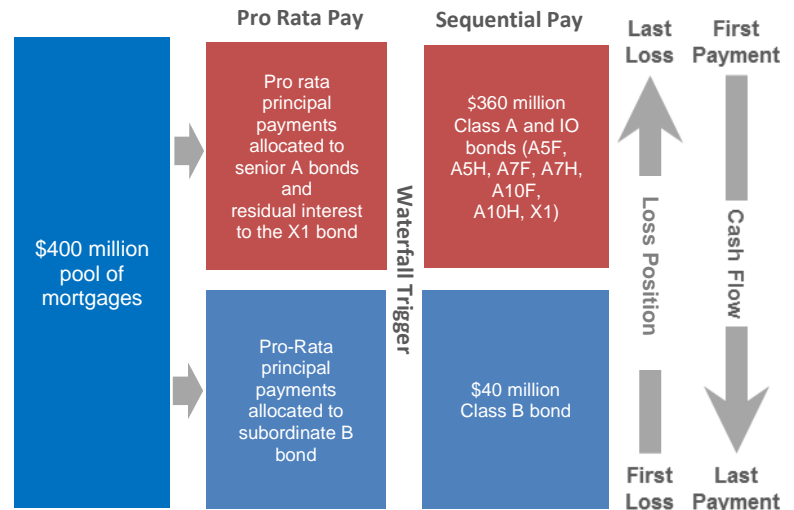 Pro Rata Pay
Sequential Pay
Last
Loss
First
Payment
$400 million
pool of
mortgages
Pro rata
principal
payments
allocated to
senior A bonds
and
residual interest
to the X1 bond
Waterfall Trigger
$360 million
Class A and IO
bonds (A5F,
A5H, A7F, A7H,
A10F,
A10H, X1)
Loss Position
Cash Flow
Pro-Rata
principal
payments
allocated to
subordinate B
bond
$40 million
Class B bond
First
Loss
Last
Payment